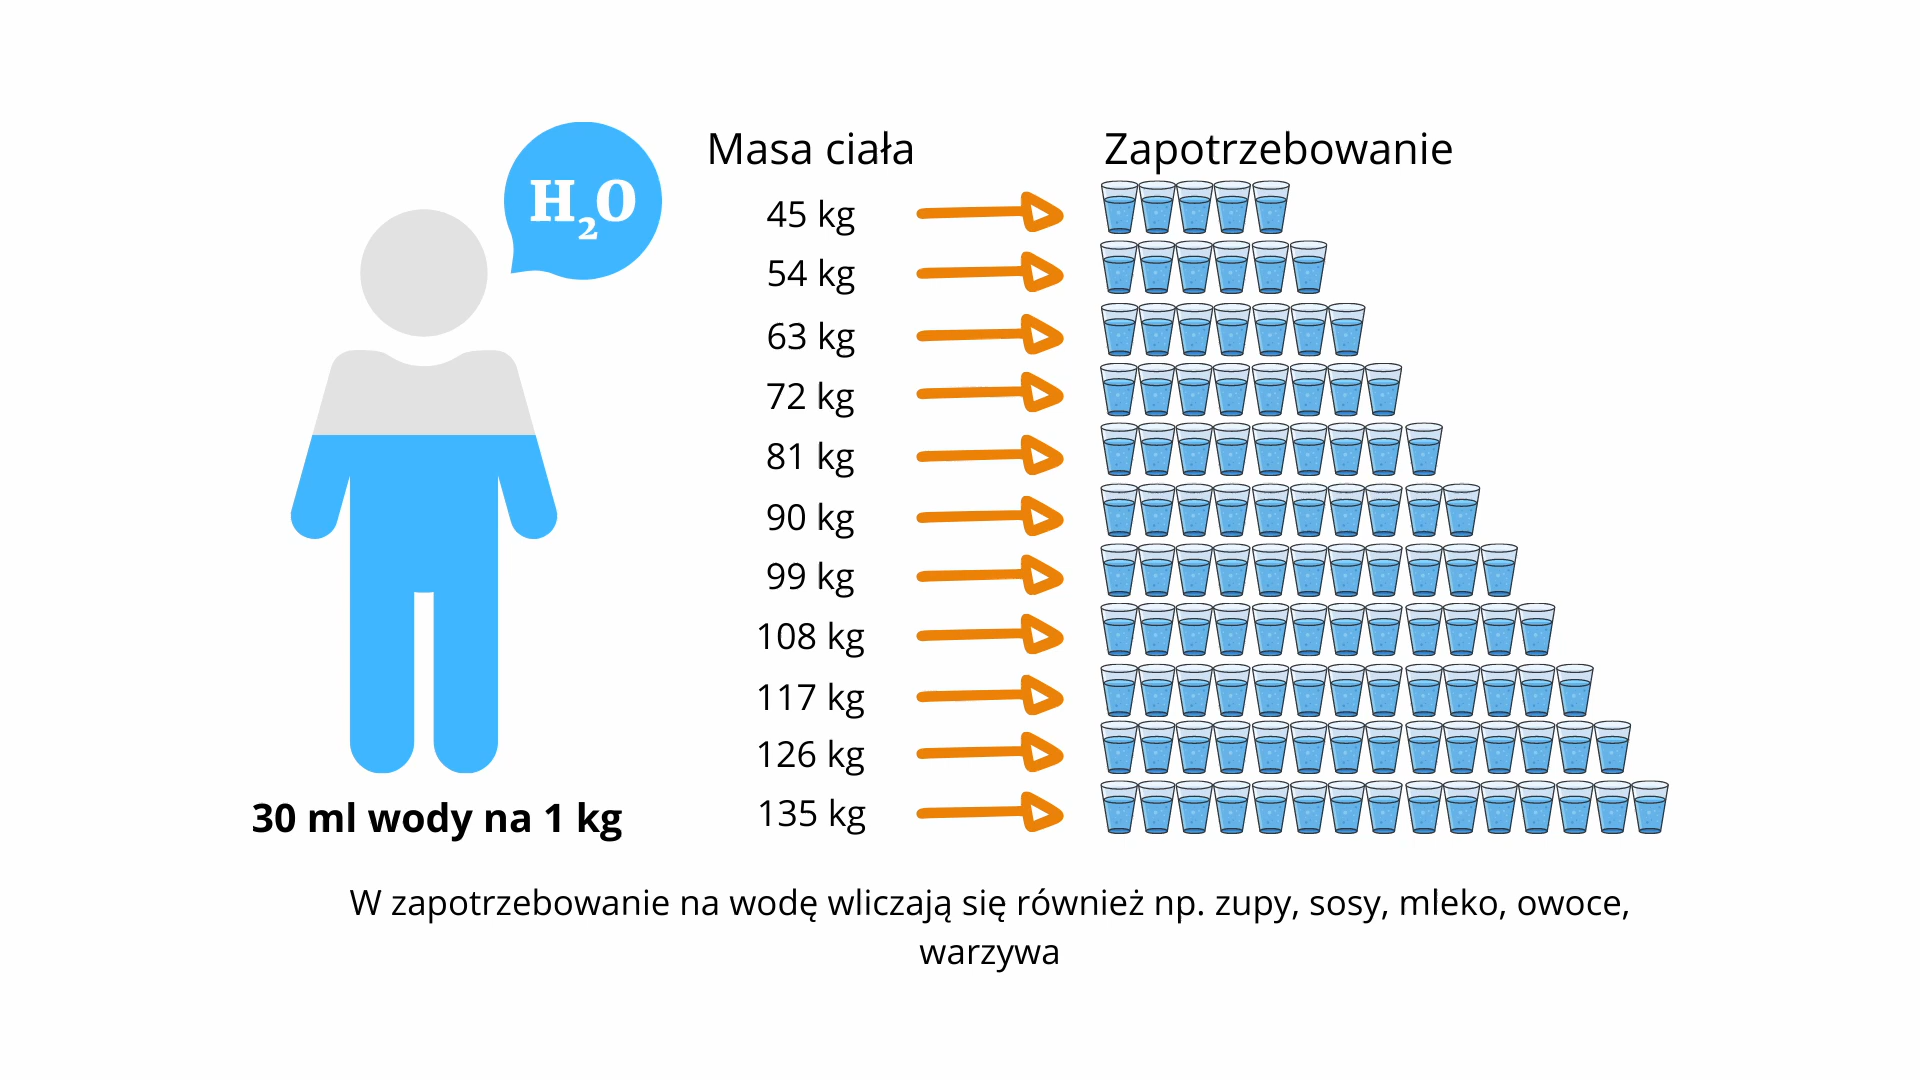 H₂O
Masa ciała
Zapotrzebowanie
45 kg
54 kg
63 kg
72 kg
81 kg
90 kg
99 kg
108 kg
117 kg
126 kg
135 kg
30 ml wody na 1 kg
W zapotrzebowanie na wodę wliczają się również np. zupy, sosy, mleko, owoce,
warzywa